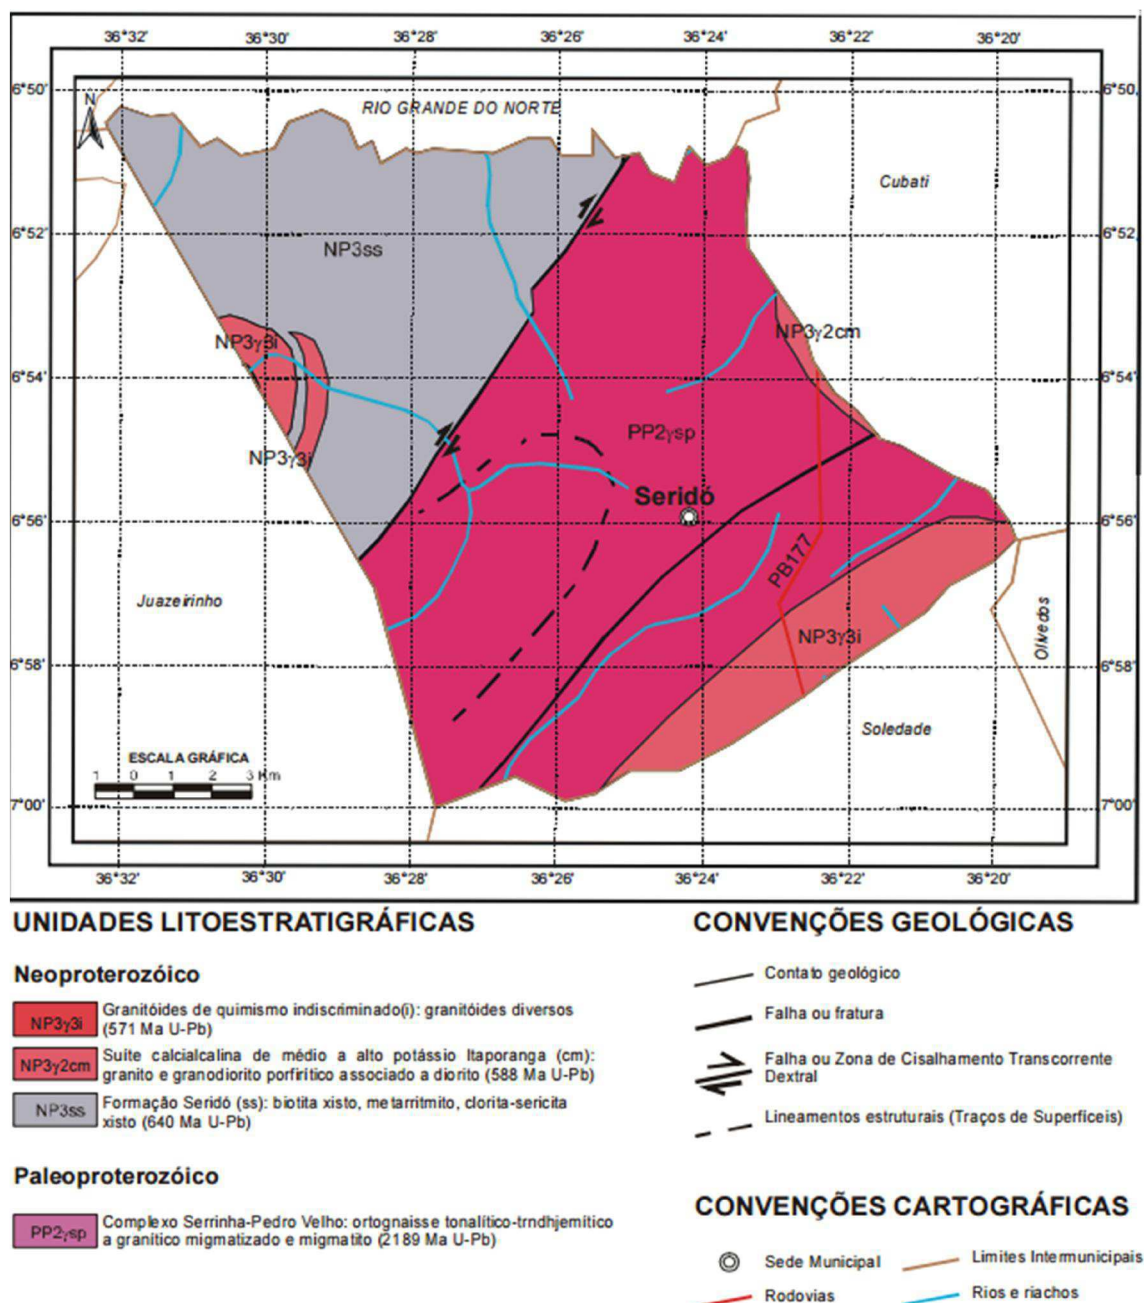 36°32' 36°30' 36°28' 36°26' 36°24' 36°22' 36°20'
6°50' 6°50'
N
RIO GRANDE DO NORTE
Cubati
6°52' 6°52'
NP3ss
NP3γ3i
NP3γ2cm
6°54' 6°54'
PP2γsp
NP3γ3i
Seridó
6°56' 6°56'
PB177
Juazeirinho
Olivedos
NP3γ3i
6°58' 6°58'
Soledade
ESCALA GRÁFICA
1 0 1 2 3 Km
7°00' 7°00'
36°32' 36°30' 36°28' 36°26' 36°24' 36°22' 36°20'
UNIDADES LITOESTRATIGRÁFICAS
Neoproterozóico
NP3γ3i
Granitóides de quimismo indiscriminado(i): granitóides diversos
(571 Ma U-Pb)
NP3γ2cm
Suíte calcialcalina de médio a alto potássio Itaporanga (cm):
granito e granodiorito porfirítico associado a diorito (588 Ma U-Pb)
NP3ss
Formação Seridó (ss): biotita xisto, metarritmito, clorita-sericita
xisto (640 Ma U-Pb)
Paleoproterozóico
PP2γsp
Complexo Serrinha-Pedro Velho: ortognaisse tonalítico-trndhjemítico
a granítico migmatizado e migmatito (2189 Ma U-Pb)
CONVENÇÕES GEOLÓGICAS
Contato geológico
Falha ou fratura
Falha ou Zona de Cisalhamento Transcorrente
Dextral
Lineamentos estruturais (Traços de Superfíceis)
CONVENÇÕES CARTOGRÁFICAS
Sede Municipal
Limites Intermunicipais
Rodovias
Rios e riachos